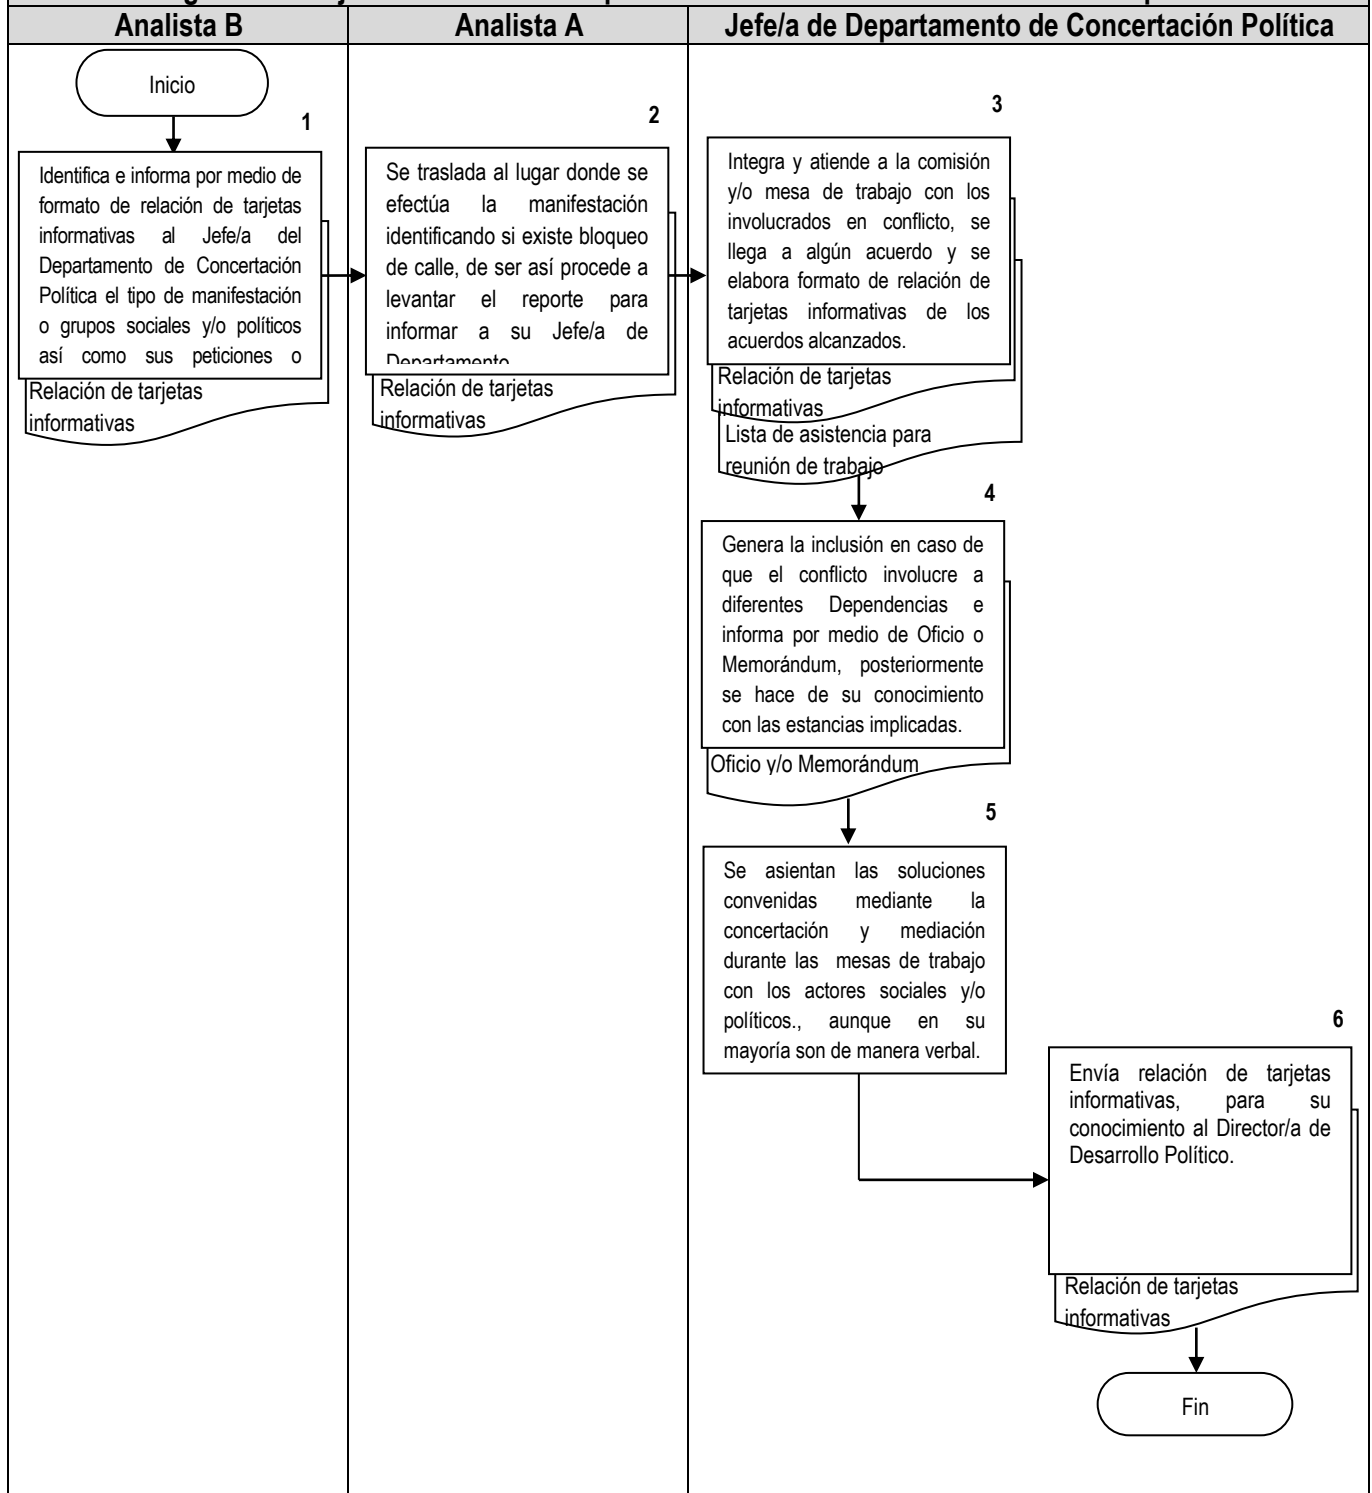 Analista B
Analista A
Jefe/a de Departamento de Concertación Política
Inicio
1
Identifica e informa por medio de
formato de relación de tarjetas
informativas al Jefe/a del
Departamento de Concertación
Política el tipo de manifestación
o grupos sociales y/o políticos
así como sus peticiones o
Relación de tarjetas
informativas
2
Se traslada al lugar donde se
efectúa la manifestación
identificando si existe bloqueo
de calle, de ser así procede a
levantar el reporte para
informar a su Jefe/a de
Departamento
Relación de tarjetas
informativas
3
Integra y atiende a la comisión
y/o mesa de trabajo con los
involucrados en conflicto, se
llega a algún acuerdo y se
elabora formato de relación de
tarjetas informativas de los
acuerdos alcanzados.
Relación de tarjetas
informativas
Lista de asistencia para
reunión de trabajo
4
Genera la inclusión en caso de
que el conflicto involucre a
diferentes Dependencias e
informa por medio de Oficio o
Memorándum, posteriormente
se hace de su conocimiento
con las estancias implicadas.
Oficio y/o Memorándum
5
Se asientan las soluciones
convenidas mediante la
concertación y mediación
durante las mesas de trabajo
con los actores sociales y/o
políticos., aunque en su
mayoría son de manera verbal.
6
Envía relación de tarjetas
informativas, para su
conocimiento al Director/a de
Desarrollo Político.
Relación de tarjetas
informativas
Fin